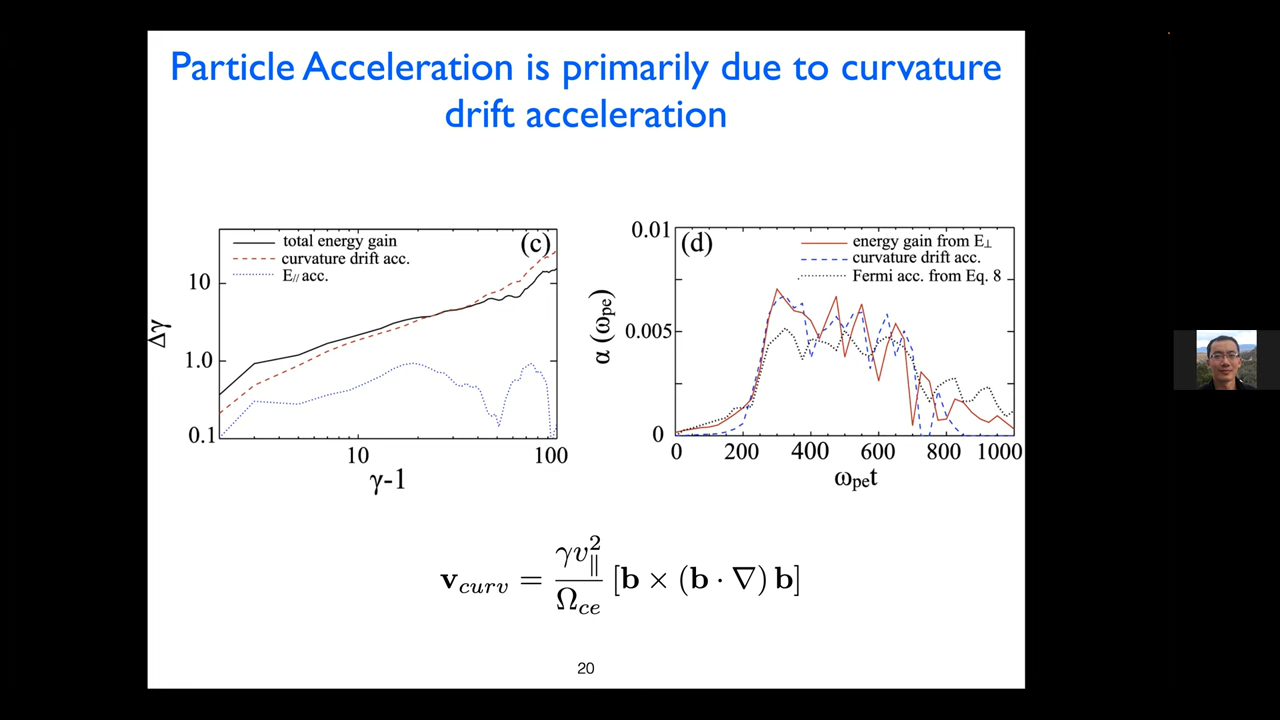 Particle Acceleration is primarily due to curvature
drift acceleration
(c)
total energy gain
curvature drift acc.
E// acc.
10
1.0
0.1
Δγ
10
100
γ-1
(d)
energy gain from E⊥
curvature drift acc.
Fermi acc. from Eq. 8
0.01
0.005
0
α (ωpe)
0 200 400 600 800 1000
ωpet
v_curv = γv∥² / Ω_ce [b × (b · ∇) b]
20